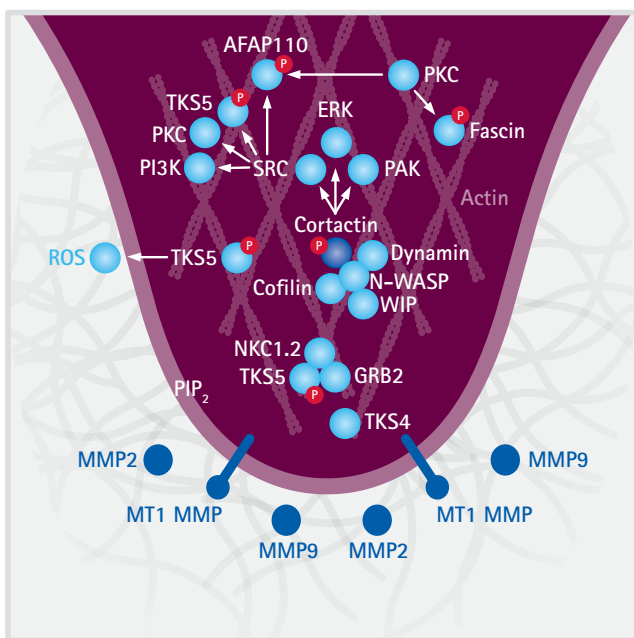 AFAP110
P
PKC
TKS5
P
P
ERK
Fascin
PKC
PI3K
SRC
PAK
Actin
Cortactin
P
P
Dynamin
ROS
TKS5
N-WASP
Cofilin
WIP
NKC1.2
TKS5
GRB2
P
PIP₂
TKS4
MMP2
MMP9
MT1 MMP
MT1 MMP
MMP9
MMP2